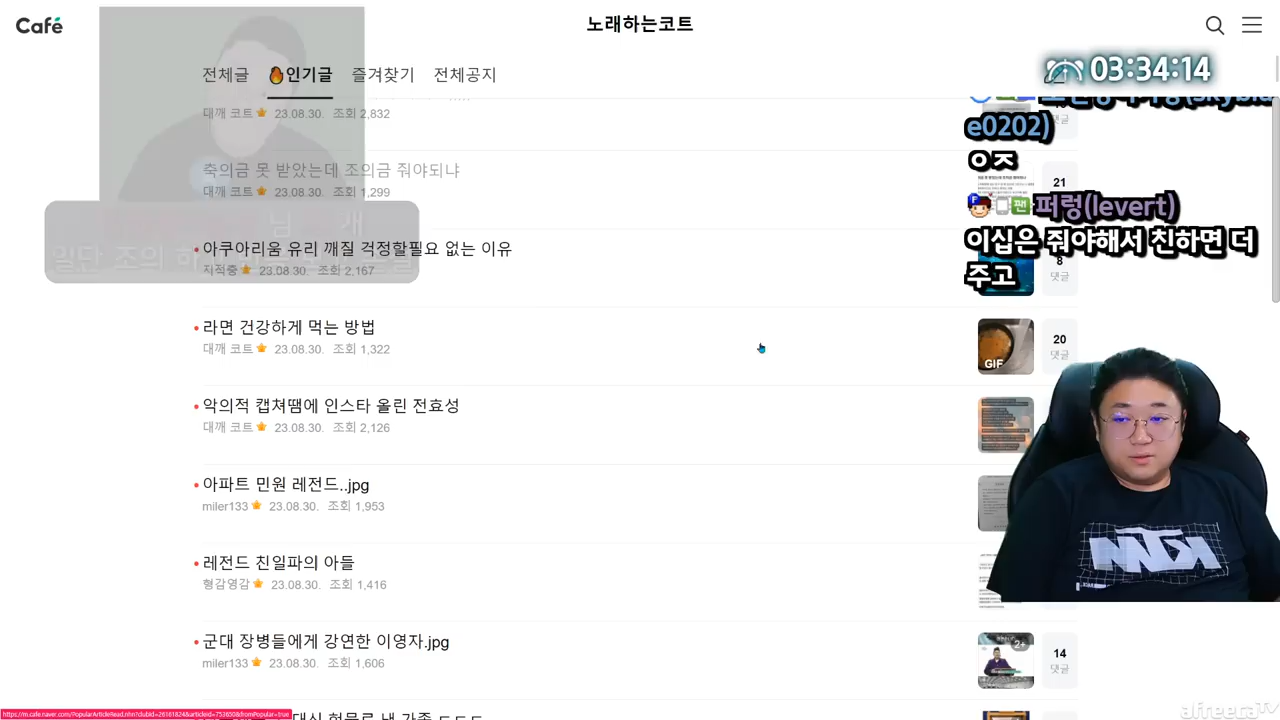 Café
노래하는코트
전체글 🔥인기글 즐겨찾기 전체공지
03:34:14
대깨 코트 23.08.30. 조회 2,832
댓글
e0202)
ㅇㅈ
축의금 못 받았는데 조의금 줘야되냐
대깨 코트 23.08.30. 조회 1,299
21
퍼렁(levert)
이십은 줘야해서 친하면 더
주고
일단 조의
아쿠아리움 유리 깨질 걱정할필요 없는 이유
지적중 23.08.30. 조회 2,167
8
댓글
라면 건강하게 먹는 방법
대깨 코트 23.08.30. 조회 1,322
GIF
20
댓글
악의적 캡쳐땜에 인스타 올린 전효성
대깨 코트 23.08.30. 조회 2,126
아파트 민원 레전드..jpg
miler133 23.08.30. 조회 1,955
레전드 친일파의 아들
형감영감 23.08.30. 조회 1,416
군대 장병들에게 강연한 이영자.jpg
miler133 23.08.30. 조회 1,606
2+
14
댓글
afreecaTV